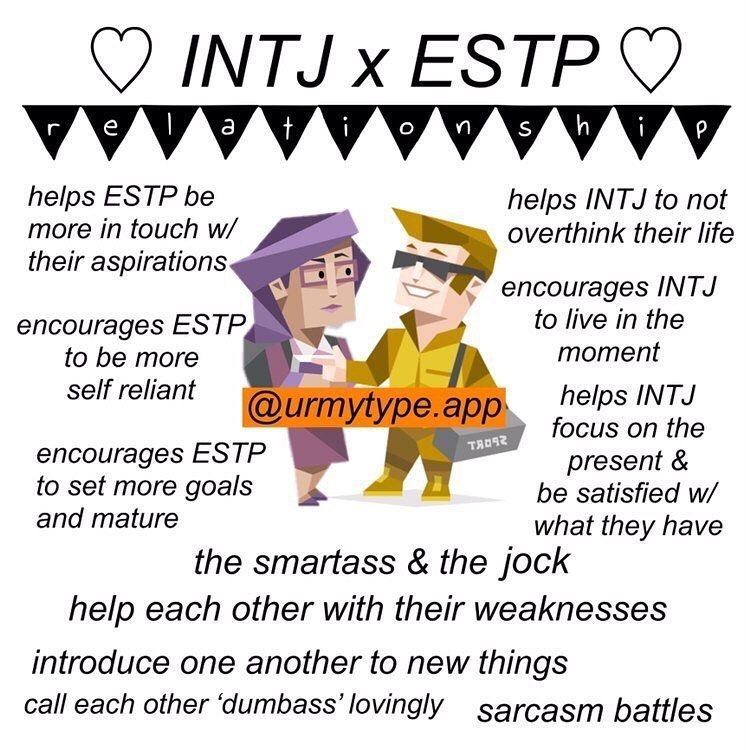 ♡ INTJ x ESTP ♡
relationship
helps ESTP be
more in touch w/
their aspirations
encourages ESTP
to be more
self reliant
encourages ESTP
to set more goals
and mature
helps INTJ to not
overthink their life
encourages INTJ
to live in the
moment
helps INTJ
focus on the
present &
be satisfied w/
what they have
@urmytype.app
SPORT
the smartass & the jock
help each other with their weaknesses
introduce one another to new things
call each other ‘dumbass’ lovingly
sarcasm battles